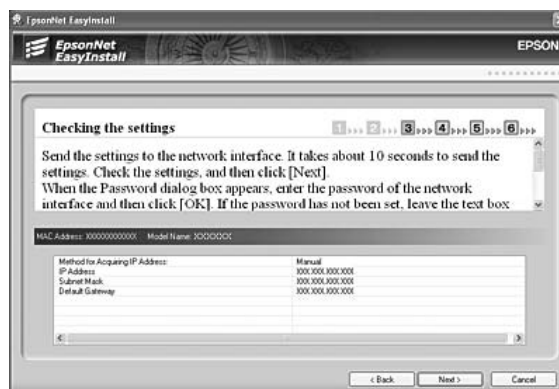 EpsonNet EasyInstall
EpsonNet
EasyInstall
EPSON
Checking the settings
1 2 3 4 5 6
Send the settings to the network interface. It takes about 10 seconds to send the
settings. Check the settings, and then click [Next].
When the Password dialog box appears, enter the password of the network
interface and then click [OK]. If the password has not been set, leave the text box
MAC Address: XXXXXXXXXXXX Model Name: XXXXXXX
Method for Acquiring IP Address: Manual
IP Address XXX.XXX.XXX.XXX
Subnet Mask XXX.XXX.XXX.XXX
Default Gateway XXX.XXX.XXX.XXX
< Back Next > Cancel